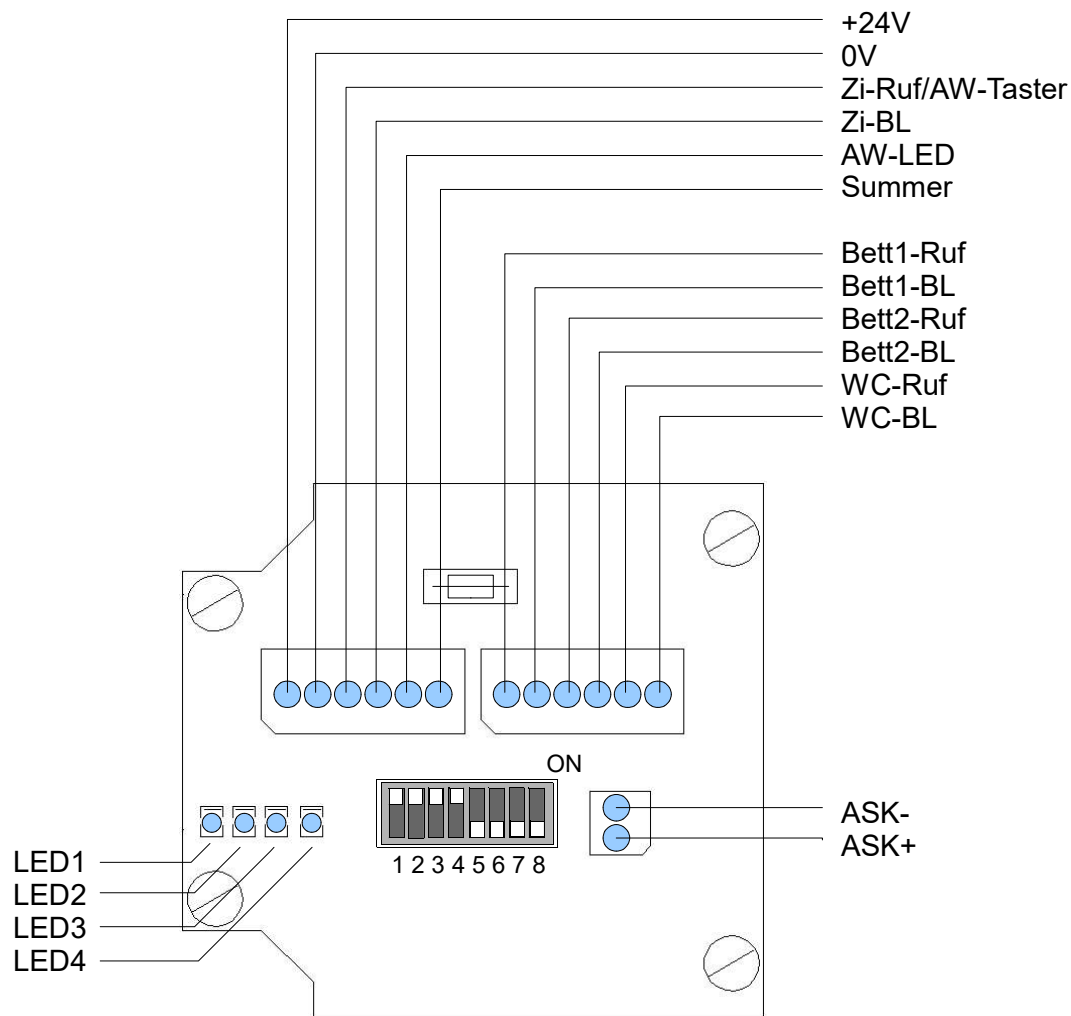 +24V
0V
Zi-Ruf/AW-Taster
Zi-BL
AW-LED
Summer
Bett1-Ruf
Bett1-BL
Bett2-Ruf
Bett2-BL
WC-Ruf
WC-BL
ON
1 2 3 4 5 6 7 8
ASK-
ASK+
LED1
LED2
LED3
LED4